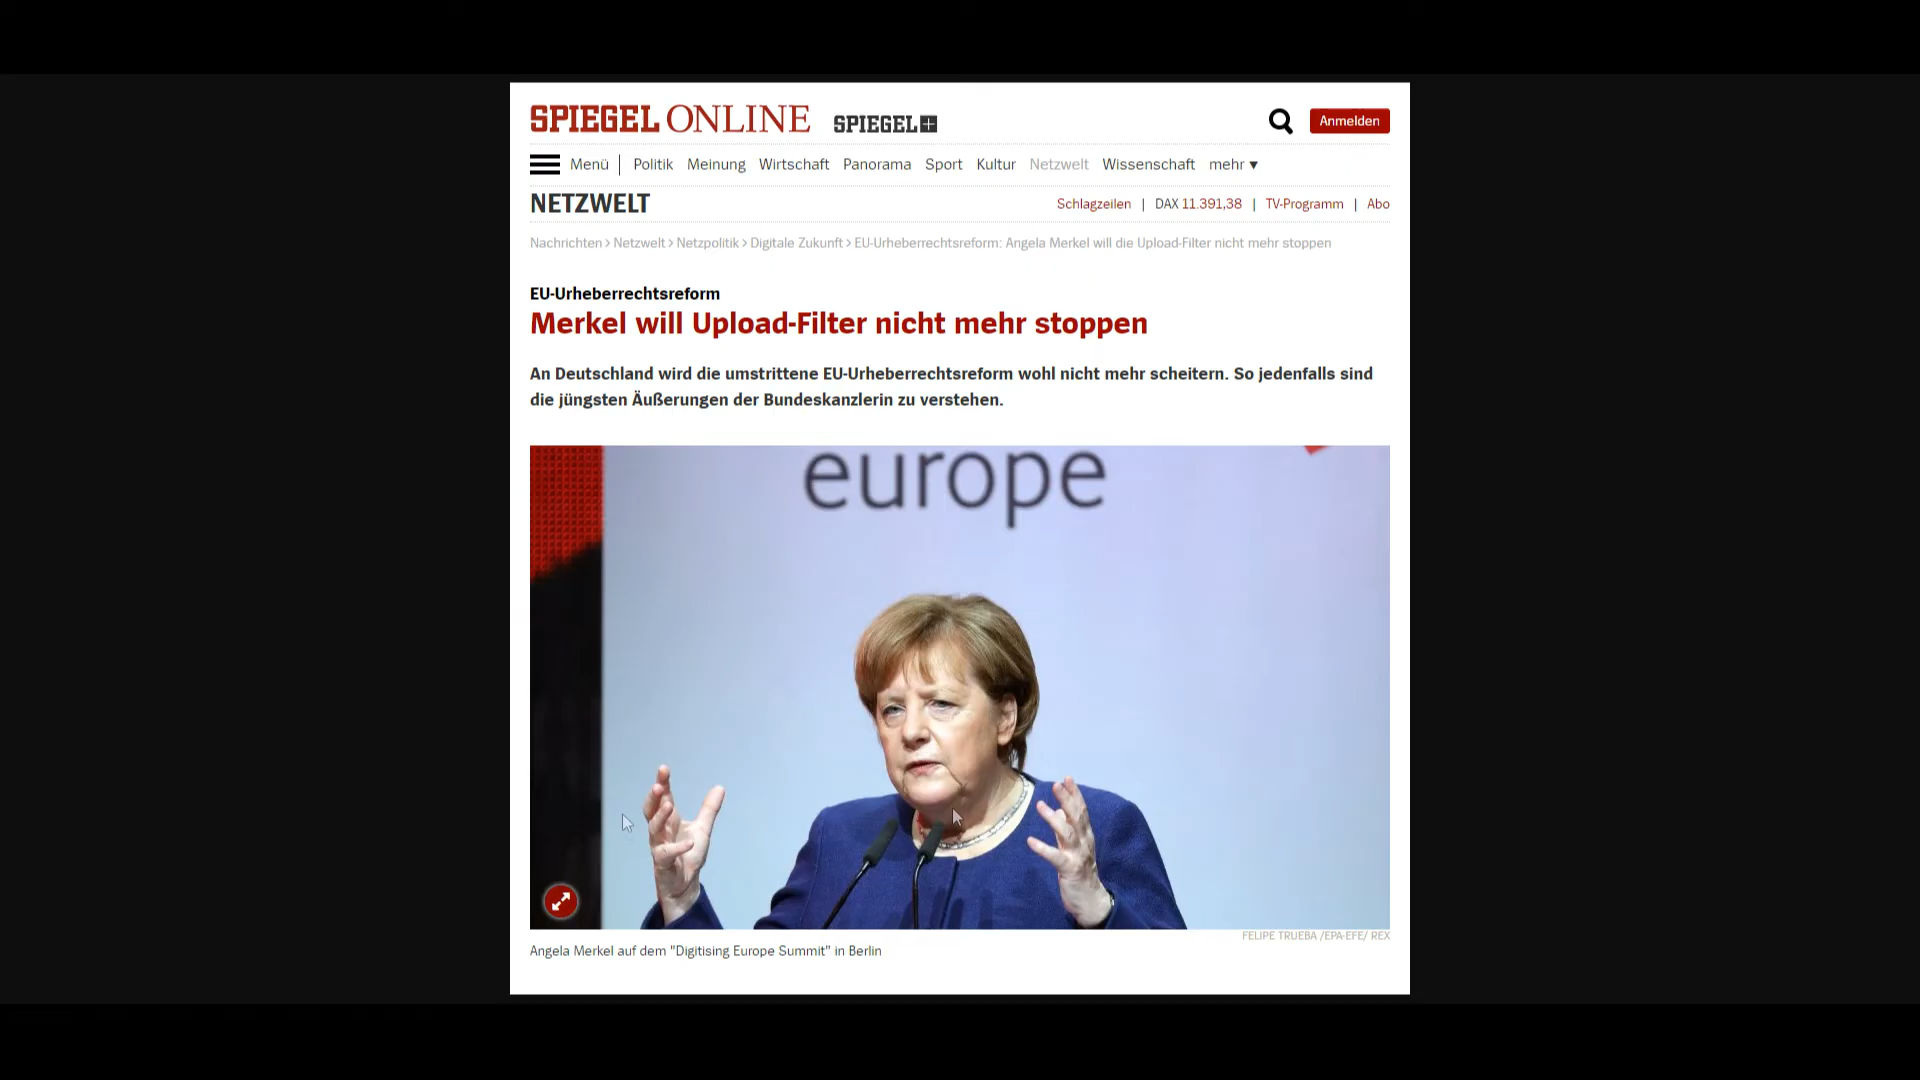 SPIEGEL ONLINE SPIEGEL+ Anmelden
Menü Politik Meinung Wirtschaft Panorama Sport Kultur Netzwelt Wissenschaft mehr ▼
NETZWELT Schlagzeilen | DAX 11.391,38 | TV-Programm | Abo
Nachrichten > Netzwelt > Netzpolitik > Digitale Zukunft > EU-Urheberrechtsreform: Angela Merkel will die Upload-Filter nicht mehr stoppen
EU-Urheberrechtsreform
Merkel will Upload-Filter nicht mehr stoppen
An Deutschland wird die umstrittene EU-Urheberrechtsreform wohl nicht mehr scheitern. So jedenfalls sind
die jüngsten Äußerungen der Bundeskanzlerin zu verstehen.
europe
FELIPE TRUEBA /EPA-EFE/ REX
Angela Merkel auf dem "Digitising Europe Summit" in Berlin